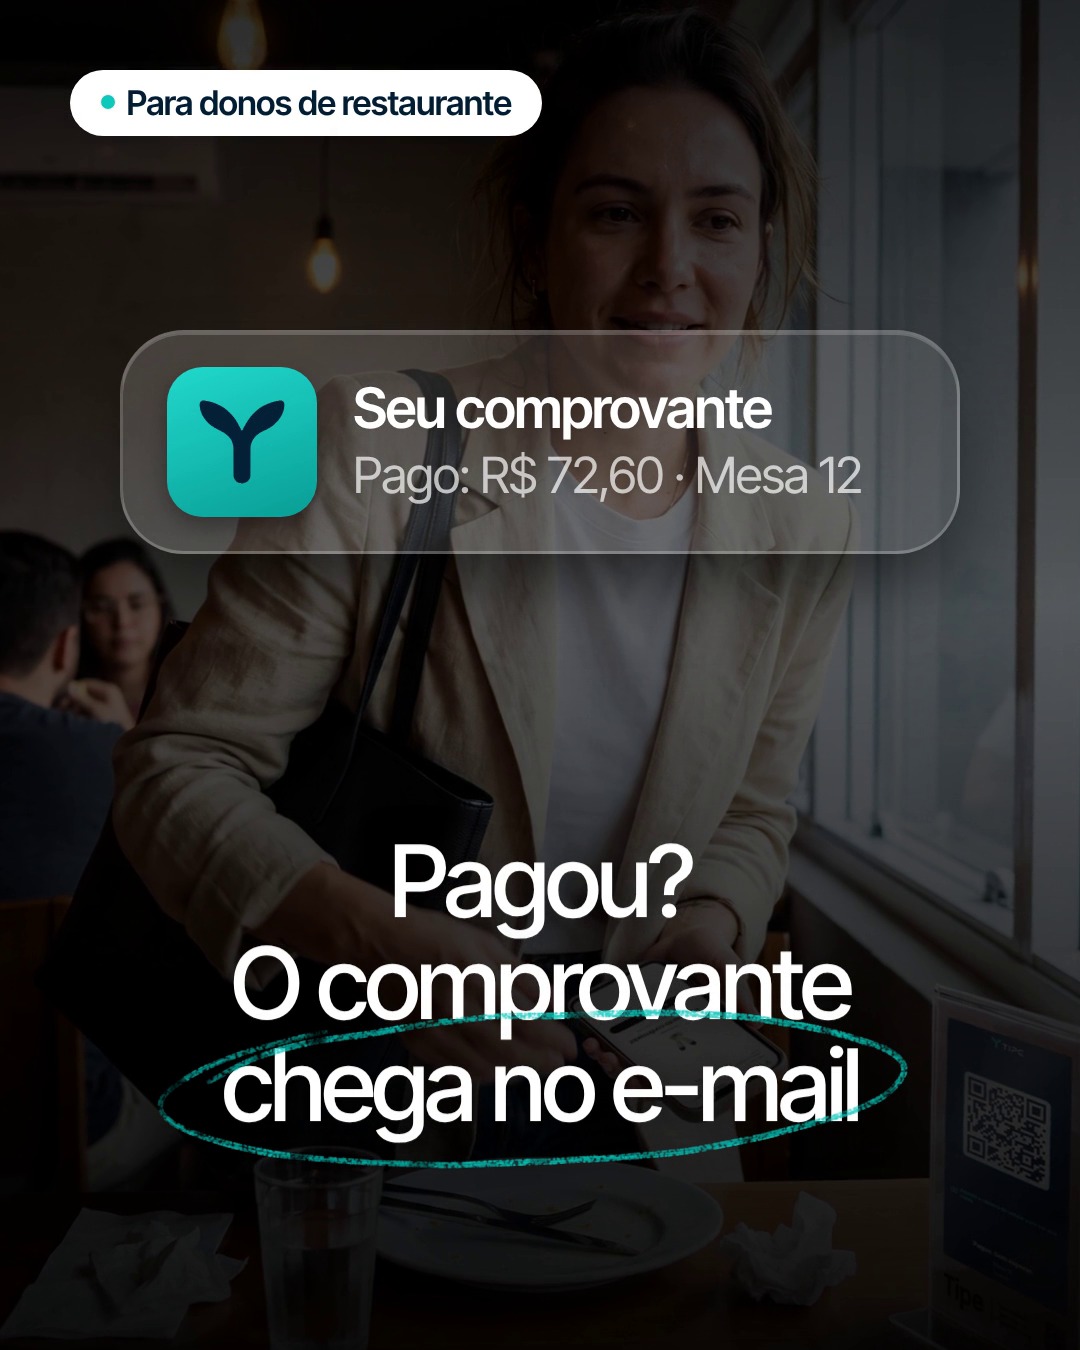 Para donos de restaurante
Seu comprovante
Pago: R$ 72,60 · Mesa 12
Pagou?
O comprovante
chega no e-mail